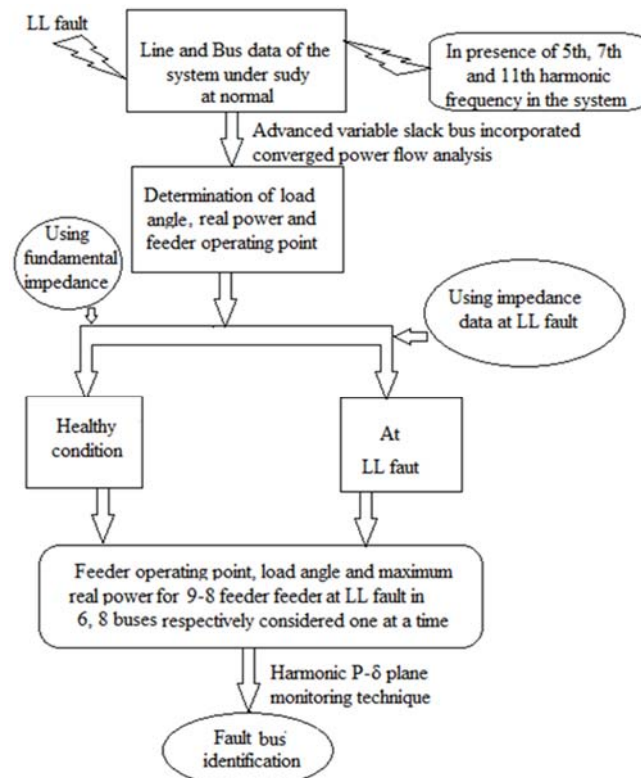 LL fault
Line and Bus data of the
system under sudy
at normal
In presence of 5th, 7th
and 11th harmonic
frequency in the system
Advanced variable slack bus incorporated
converged power flow analysis
Determination of load
angle, real power and
feeder operating point
Using
fundamental
impedance
Using impedance
data at LL fault
Healthy
condition
At
LL faut
Feeder operating point, load angle and maximum
real power for 9-8 feeder feeder at LL fault in
6, 8 buses respectively considered one at a time
Harmonic P-δ plane
monitoring technique
Fault bus
identification